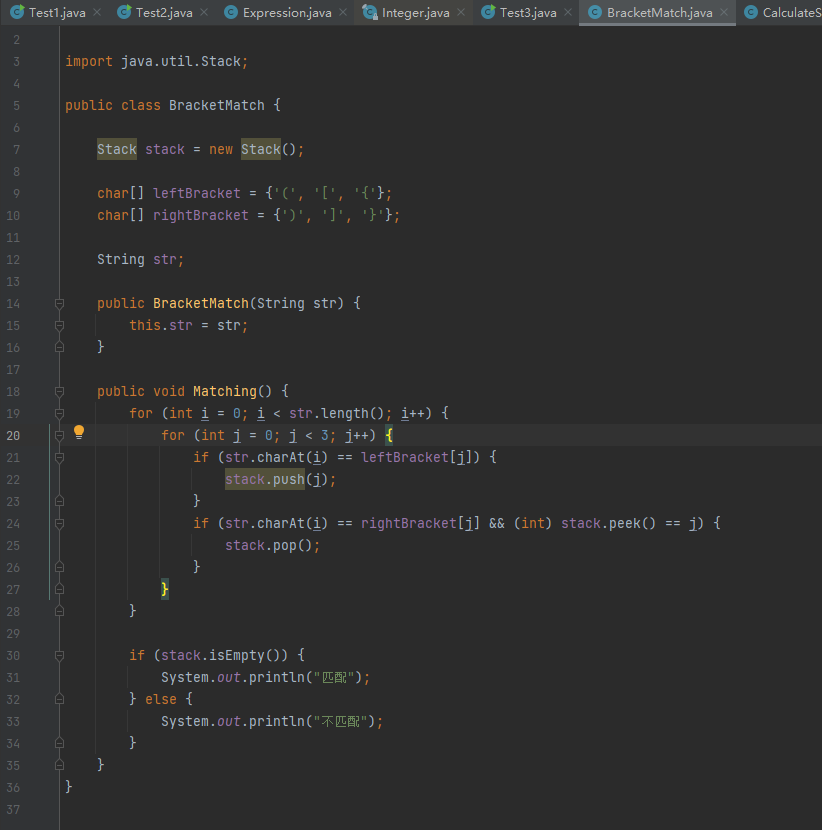 Test1.java Test2.java Expression.java Integer.java Test3.java BracketMatch.java CalculateS
2
3 import java.util.Stack;
4
5 public class BracketMatch {
6
7 Stack stack = new Stack();
8
9 char[] leftBracket = {'(', '[', '{'};
10 char[] rightBracket = {')', ']', '}'};
11
12 String str;
13
14 public BracketMatch(String str) {
15 this.str = str;
16 }
17
18 public void Matching() {
19 for (int i = 0; i < str.length(); i++) {
20 for (int j = 0; j < 3; j++) {
21 if (str.charAt(i) == leftBracket[j]) {
22 stack.push(j);
23 }
24 if (str.charAt(i) == rightBracket[j] && (int) stack.peek() == j) {
25 stack.pop();
26 }
27 }
28 }
29
30 if (stack.isEmpty()) {
31 System.out.println("匹配");
32 } else {
33 System.out.println("不匹配");
34 }
35 }
36 }
37